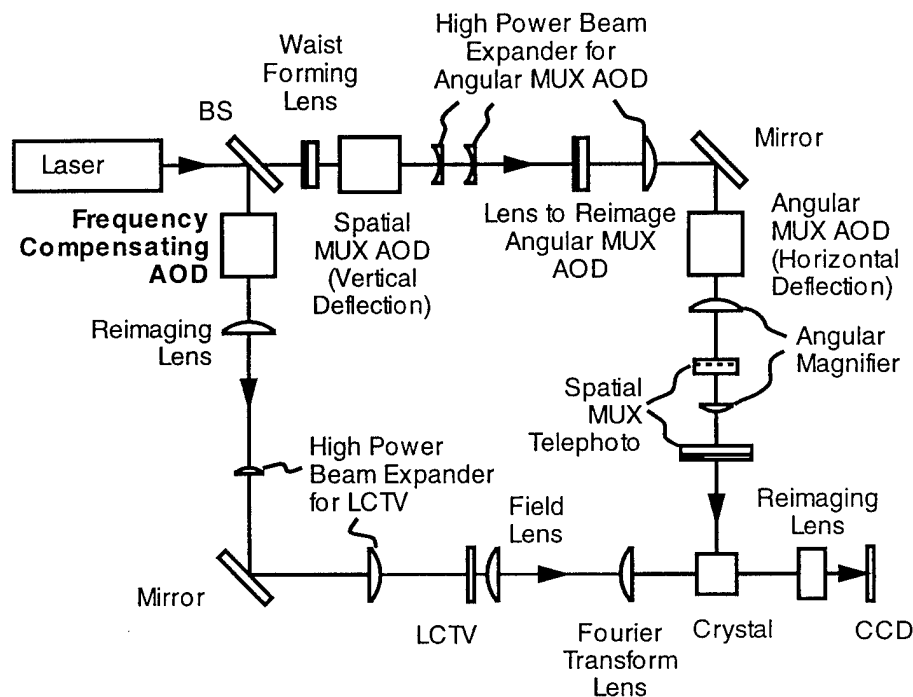 High Power Beam
Expander for
Angular MUX AOD
Waist
Forming
Lens
BS
Mirror
Laser
Frequency
Compensating
AOD
Spatial
MUX AOD
(Vertical
Deflection)
Lens to Reimage
Angular MUX
AOD
Angular
MUX AOD
(Horizontal
Deflection)
Reimaging
Lens
Angular
Magnifier
Spatial
MUX
Telephoto
High Power
Beam Expander
for LCTV
Field
Lens
Reimaging
Lens
Mirror
LCTV
Fourier
Transform
Lens
Crystal
CCD